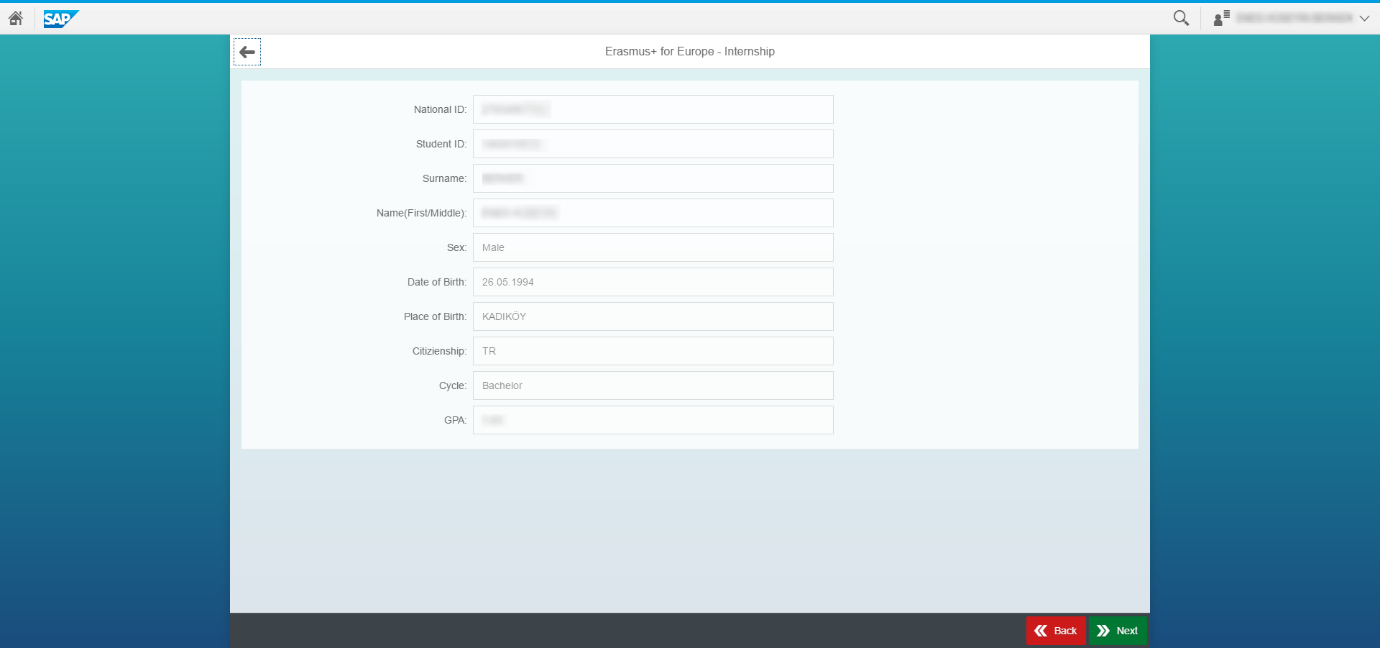 SAP
Erasmus+ for Europe - Internship
National ID:
Student ID:
Surname:
Name(First/Middle):
Sex: Male
Date of Birth: 26.05.1994
Place of Birth: KADIKÖY
Citizienship: TR
Cycle: Bachelor
GPA:
Back Next